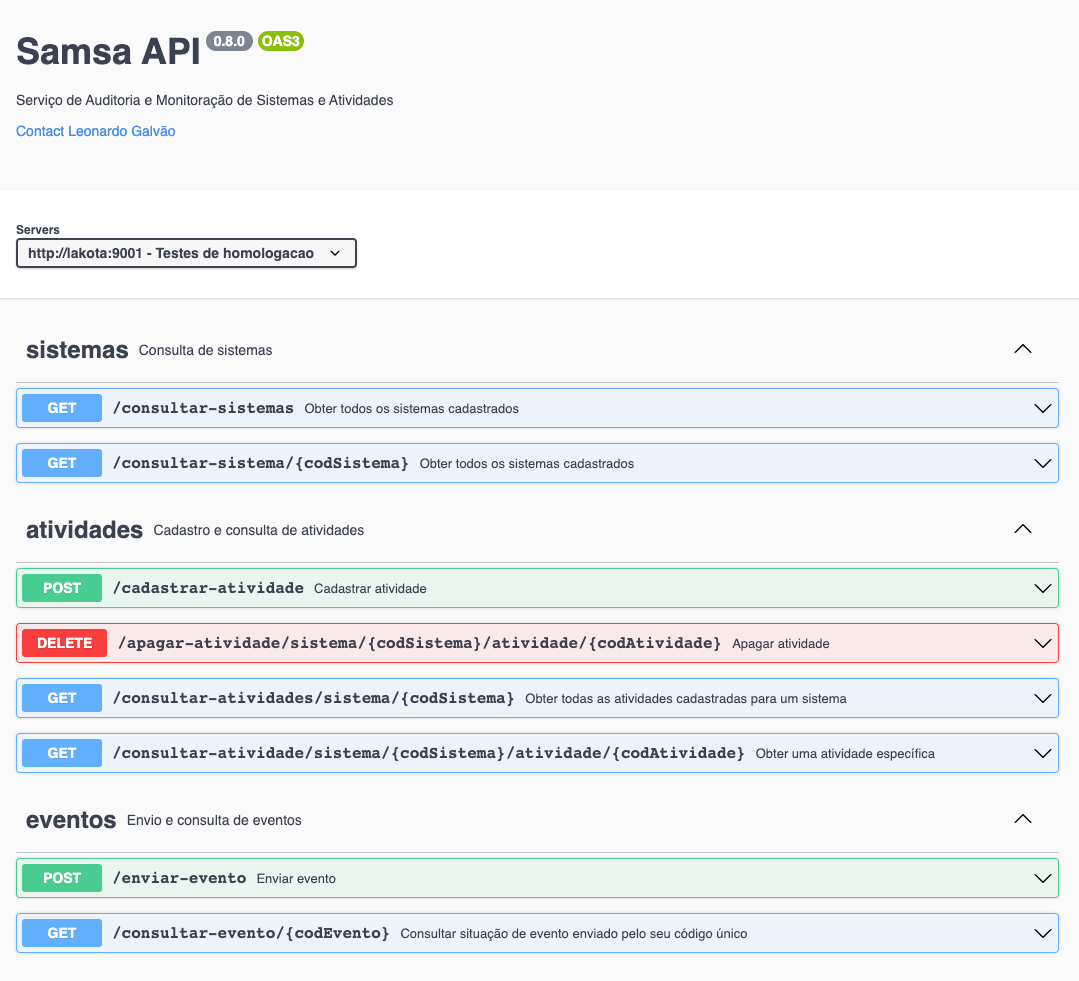 Samsa API 0.8.0 OAS3
Serviço de Auditoria e Monitoração de Sistemas e Atividades
Contact Leonardo Galvão
Servers
http://lakota:9001 - Testes de homologacao
sistemas Consulta de sistemas
GET /consultar-sistemas Obter todos os sistemas cadastrados
GET /consultar-sistema/{codSistema} Obter todos os sistemas cadastrados
atividades Cadastro e consulta de atividades
POST /cadastrar-atividade Cadastrar atividade
DELETE /apagar-atividade/sistema/{codSistema}/atividade/{codAtividade} Apagar atividade
GET /consultar-atividades/sistema/{codSistema} Obter todas as atividades cadastradas para um sistema
GET /consultar-atividade/sistema/{codSistema}/atividade/{codAtividade} Obter uma atividade específica
eventos Envio e consulta de eventos
POST /enviar-evento Enviar evento
GET /consultar-evento/{codEvento} Consultar situação de evento enviado pelo seu código único